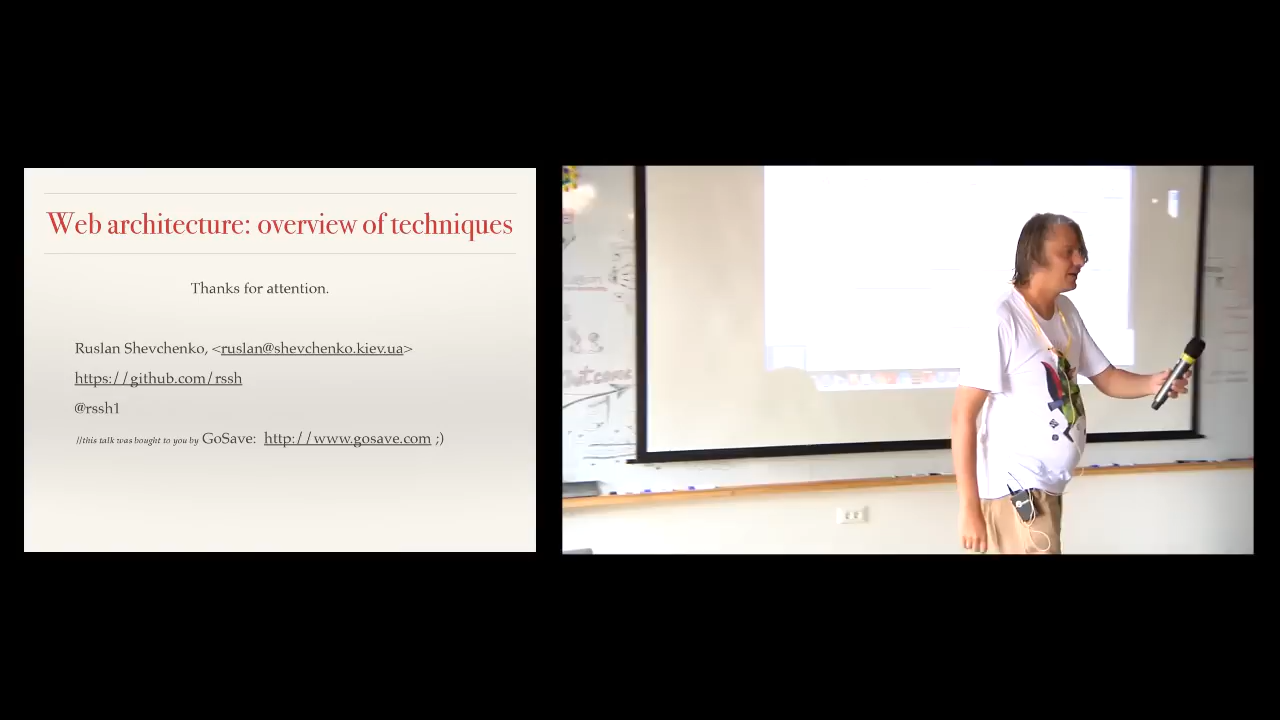 Web architecture: overview of techniques
Thanks for attention.
Ruslan Shevchenko, <ruslan@shevchenko.kiev.ua>
https://github.com/rssh
@rssh1
//this talk was bought to you by GoSave: http://www.gosave.com ;)